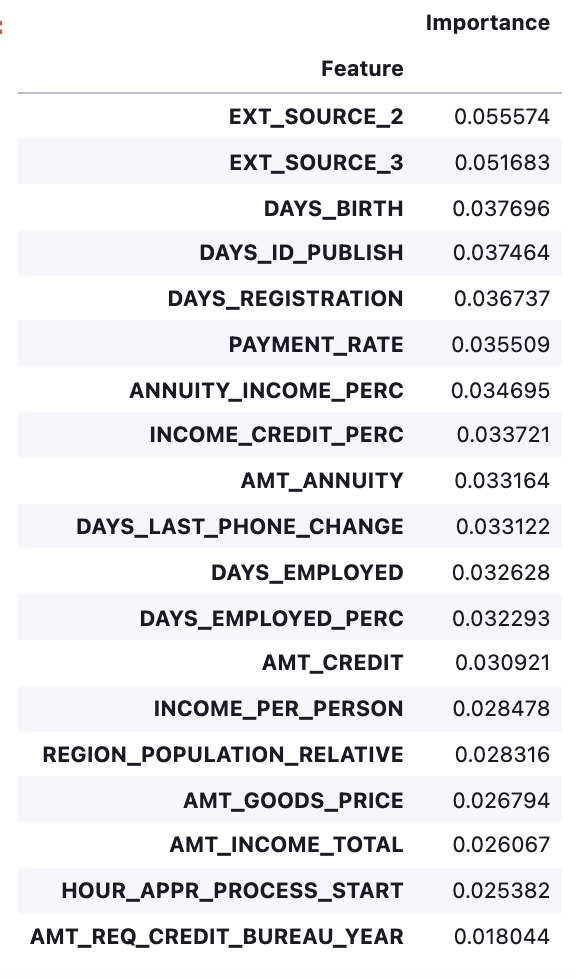 Importance
Feature
EXT_SOURCE_2 0.055574
EXT_SOURCE_3 0.051683
DAYS_BIRTH 0.037696
DAYS_ID_PUBLISH 0.037464
DAYS_REGISTRATION 0.036737
PAYMENT_RATE 0.035509
ANNUITY_INCOME_PERC 0.034695
INCOME_CREDIT_PERC 0.033721
AMT_ANNUITY 0.033164
DAYS_LAST_PHONE_CHANGE 0.033122
DAYS_EMPLOYED 0.032628
DAYS_EMPLOYED_PERC 0.032293
AMT_CREDIT 0.030921
INCOME_PER_PERSON 0.028478
REGION_POPULATION_RELATIVE 0.028316
AMT_GOODS_PRICE 0.026794
AMT_INCOME_TOTAL 0.026067
HOUR_APPR_PROCESS_START 0.025382
AMT_REQ_CREDIT_BUREAU_YEAR 0.018044